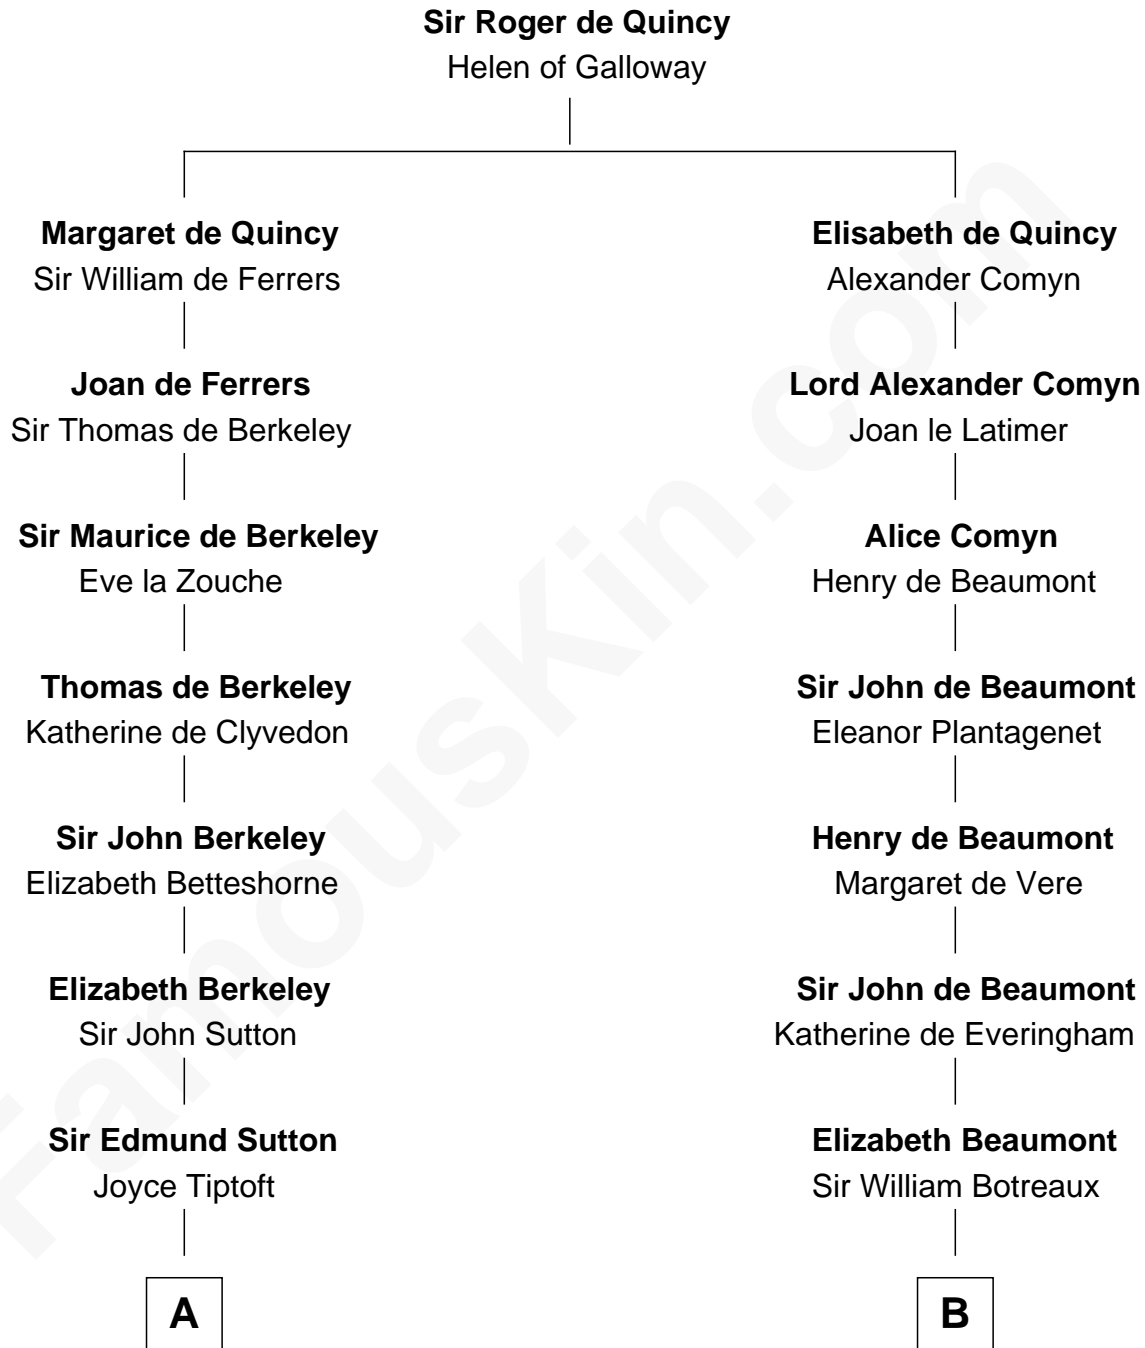 Sir Roger de Quincy
Helen of Galloway
Margaret de Quincy
Sir William de Ferrers
Joan de Ferrers
Sir Thomas de Berkeley
Sir Maurice de Berkeley
Eve la Zouche
Thomas de Berkeley
Katherine de Clyvedon
Sir John Berkeley
Elizabeth Betteshorne
Elizabeth Berkeley
Sir John Sutton
Sir Edmund Sutton
Joyce Tiptoft
A
Elisabeth de Quincy
Alexander Comyn
Lord Alexander Comyn
Joan le Latimer
Alice Comyn
Henry de Beaumont
Sir John de Beaumont
Eleanor Plantagenet
Henry de Beaumont
Margaret de Vere
Sir John de Beaumont
Katherine de Everingham
Elizabeth Beaumont
Sir William Botreaux
B
FamousKin.com